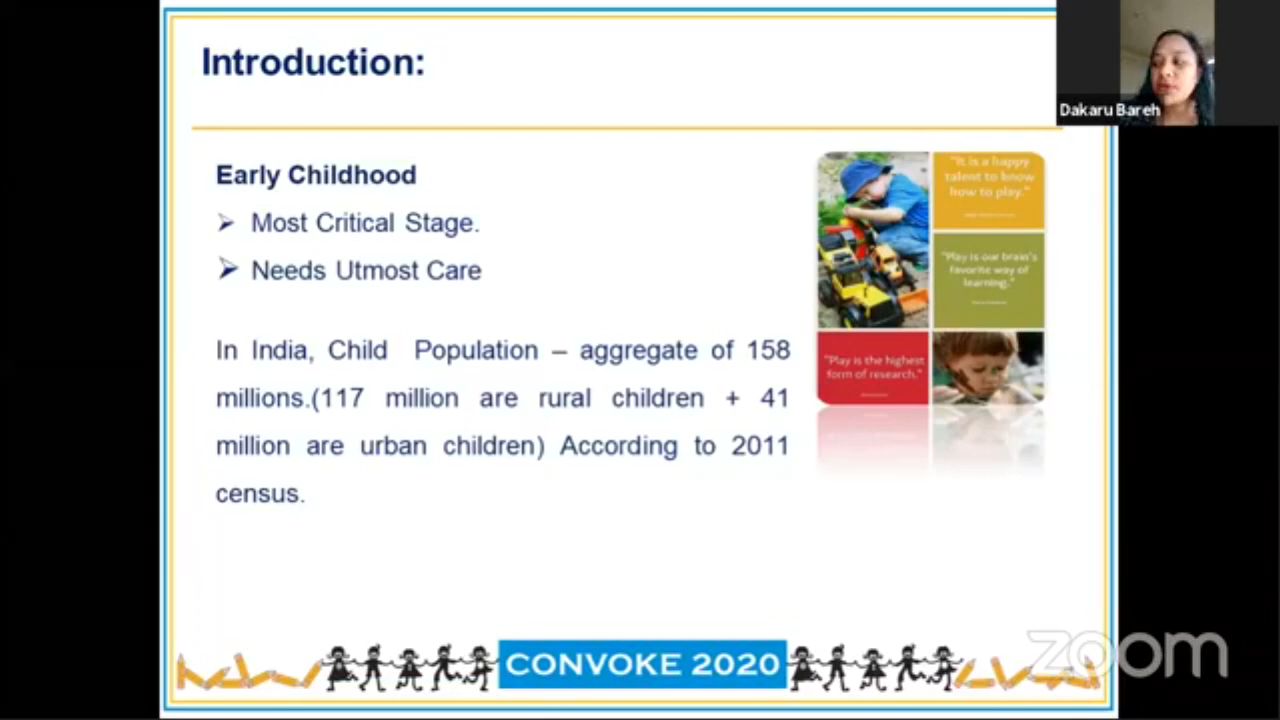 Introduction:
Dakaru Bareh
Early Childhood
Most Critical Stage.
Needs Utmost Care
In India, Child Population – aggregate of 158
millions.(117 million are rural children + 41
million are urban children) According to 2011
census.
"It is a happy
talent to know
how to play."
"Play is our brain's
favorite way of
learning."
"Play is the highest
form of research."
CONVOKE 2020
zoom